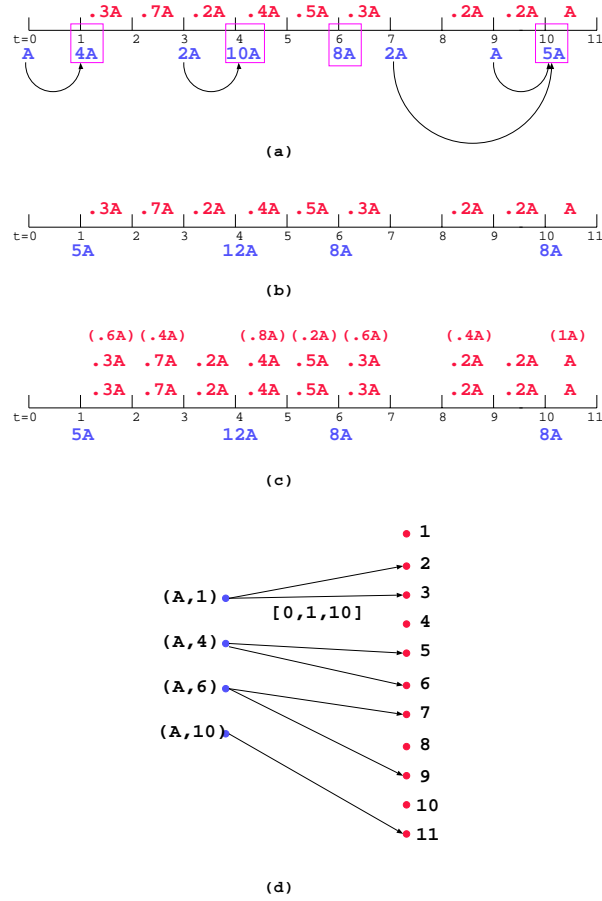 .3A .7A .2A .4A .5A .3A .2A .2A A
t=0 1 2 3 4 5 6 7 8 9 10 11
A 4A 2A 10A 8A 2A A 5A
(a)
.3A .7A .2A .4A .5A .3A .2A .2A A
t=0 1 2 3 4 5 6 7 8 9 10 11
5A 12A 8A 8A
(b)
(.6A) (.4A) (.8A) (.2A) (.6A) (.4A) (1A)
.3A .7A .2A .4A .5A .3A .2A .2A A
.3A .7A .2A .4A .5A .3A .2A .2A A
t=0 1 2 3 4 5 6 7 8 9 10 11
5A 12A 8A 8A
(c)
1
2
(A,1) 3
[0,1,10]
4
(A,4) 5
6
(A,6) 7
(A,10) 8
9
10
11
(d)